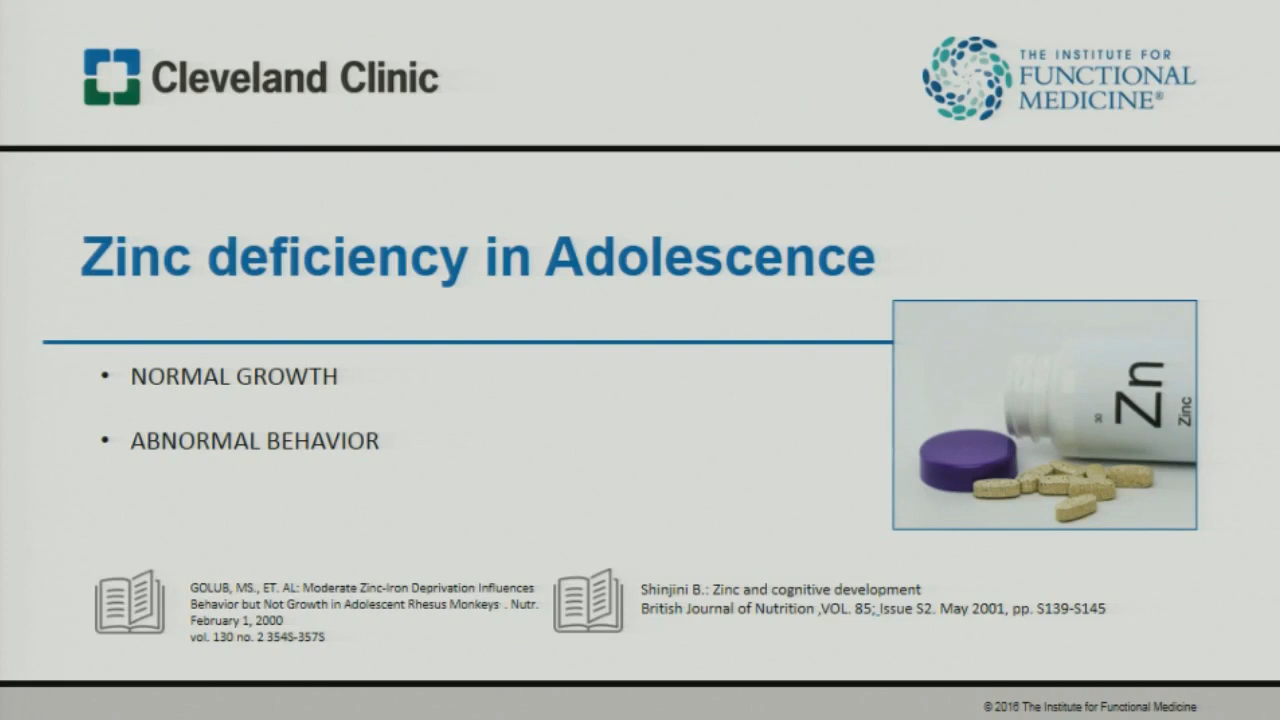 Cleveland Clinic
THE INSTITUTE FOR
FUNCTIONAL
MEDICINE®
Zinc deficiency in Adolescence
• NORMAL GROWTH
• ABNORMAL BEHAVIOR
30
Zn
Zinc
GOLUB, MS., ET. AL: Moderate Zinc-Iron Deprivation Influences
Behavior but Not Growth in Adolescent Rhesus Monkeys . Nutr.
February 1, 2000
vol. 130 no. 2 354S-357S
Shinjini B.: Zinc and cognitive development
British Journal of Nutrition ,VOL. 85; Issue S2. May 2001, pp. S139-S145
© 2016 The Institute for Functional Medicine